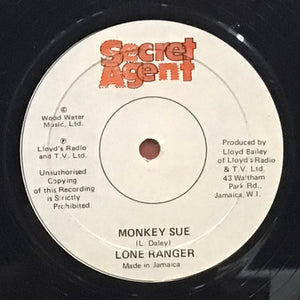 Secret
Agent
©
Wood Water
Music, Ltd.
℗
Lloyd's Radio
and T.V. Ltd.
Unauthorised
Copying
of this Recording
is Strictly
Prohibited.
Produced by
Lloyd Bailey
of Lloyd's Radio
& T.V. Ltd.
43 Waltham
Park Rd.,
Jamaica, W.I.
MONKEY SUE
(L. Daley)
LONE RANGER
Made in Jamaica